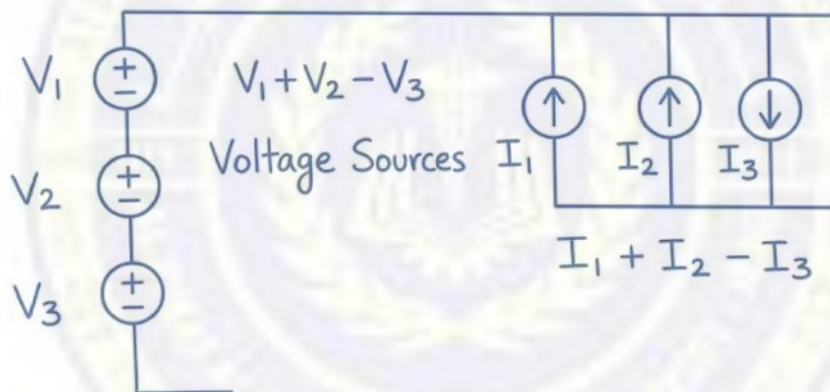 V₁ + −
V₁+V₂−V₃
Voltage Sources
V₂ + −
V₃ + −
I₁
I₂
I₃
I₁ + I₂ − I₃